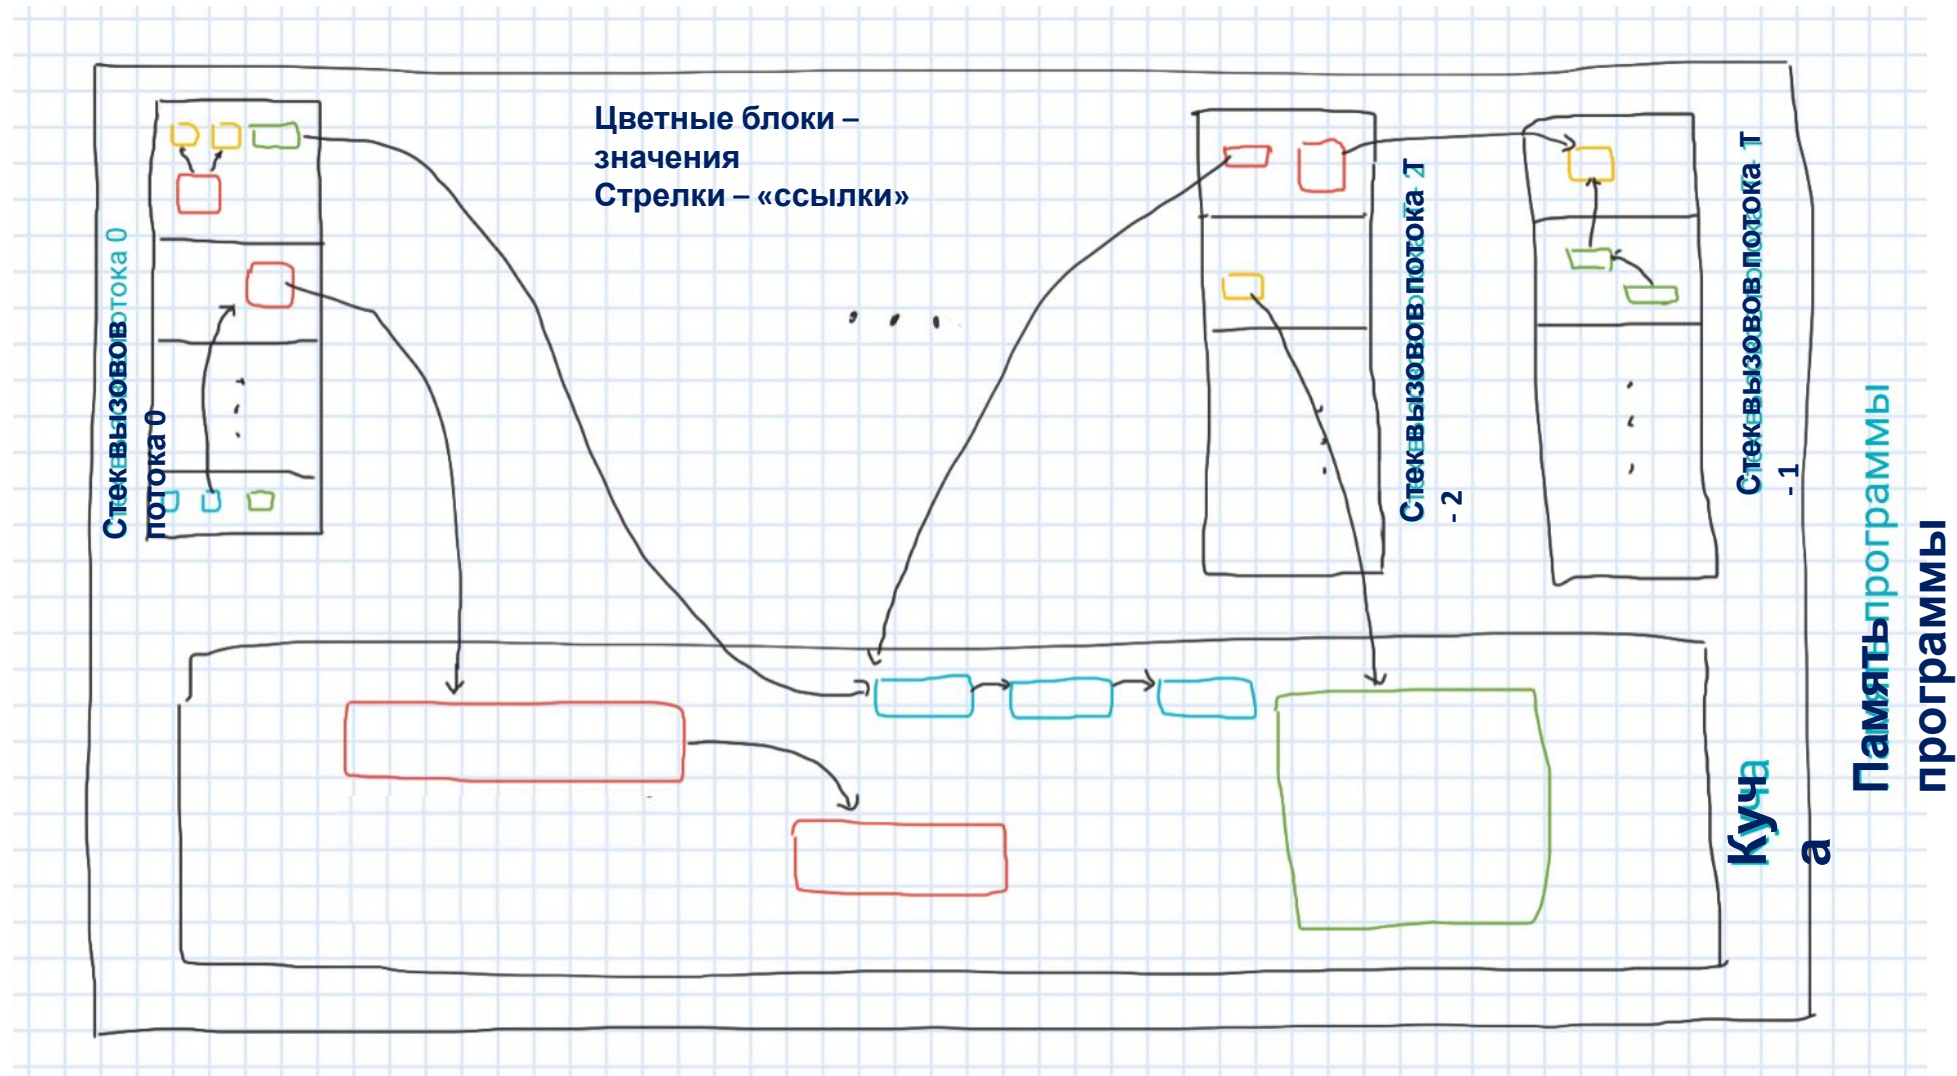 Цветные блоки –
значения
Стрелки – «ссылки»
Стек вызовов
потока 0
Стек вызовов потока T
- 2
Стек вызовов потока T
- 1
Память
программы
Куч
а